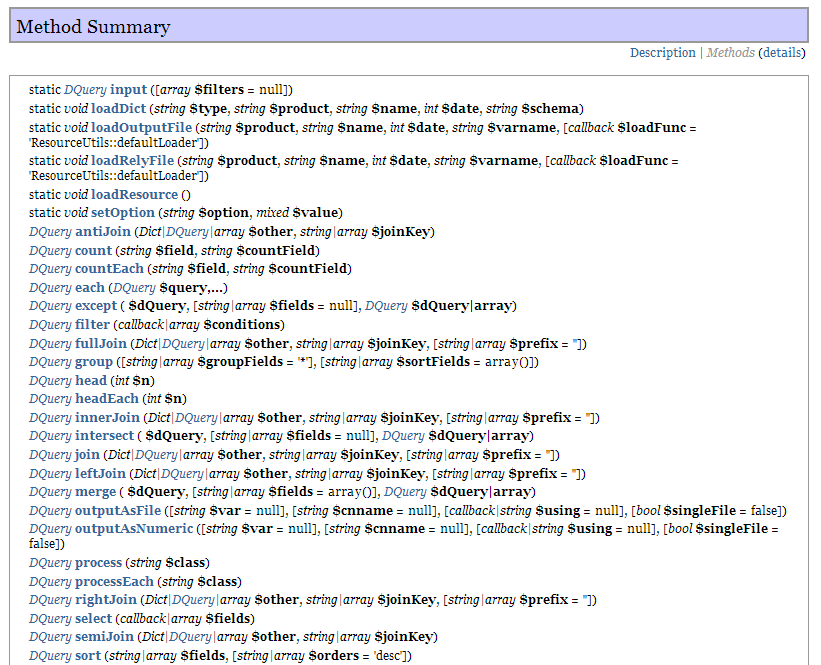 Method Summary
Description | Methods (details)
static DQuery input ([array $filters = null])
static void loadDict (string $type, string $product, string $name, int $date, string $schema)
static void loadOutputFile (string $product, string $name, int $date, string $varname, [callback $loadFunc =
'ResourceUtils::defaultLoader'])
static void loadRelyFile (string $product, string $name, int $date, string $varname, [callback $loadFunc =
'ResourceUtils::defaultLoader'])
static void loadResource ()
static void setOption (string $option, mixed $value)
DQuery antiJoin (Dict|DQuery|array $other, string|array $joinKey)
DQuery count (string $field, string $countField)
DQuery countEach (string $field, string $countField)
DQuery each (DQuery $query,...)
DQuery except ( $dQuery, [string|array $fields = null], DQuery $dQuery|array)
DQuery filter (callback|array $conditions)
DQuery fullJoin (Dict|DQuery|array $other, string|array $joinKey, [string|array $prefix = ''])
DQuery group ([string|array $groupFields = '*'], [string|array $sortFields = array()])
DQuery head (int $n)
DQuery headEach (int $n)
DQuery innerJoin (Dict|DQuery|array $other, string|array $joinKey, [string|array $prefix = ''])
DQuery intersect ( $dQuery, [string|array $fields = null], DQuery $dQuery|array)
DQuery join (Dict|DQuery|array $other, string|array $joinKey, [string|array $prefix = ''])
DQuery leftJoin (Dict|DQuery|array $other, string|array $joinKey, [string|array $prefix = ''])
DQuery merge ( $dQuery, [string|array $fields = array()], DQuery $dQuery|array)
DQuery outputAsFile ([string $var = null], [string $cnname = null], [callback|string $using = null], [bool $singleFile = false])
DQuery outputAsNumeric ([string $var = null], [string $cnname = null], [callback|string $using = null], [bool $singleFile =
false])
DQuery process (string $class)
DQuery processEach (string $class)
DQuery rightJoin (Dict|DQuery|array $other, string|array $joinKey, [string|array $prefix = ''])
DQuery select (callback|array $fields)
DQuery semiJoin (Dict|DQuery|array $other, string|array $joinKey)
DQuery sort (string|array $fields, [string|array $orders = 'desc'])